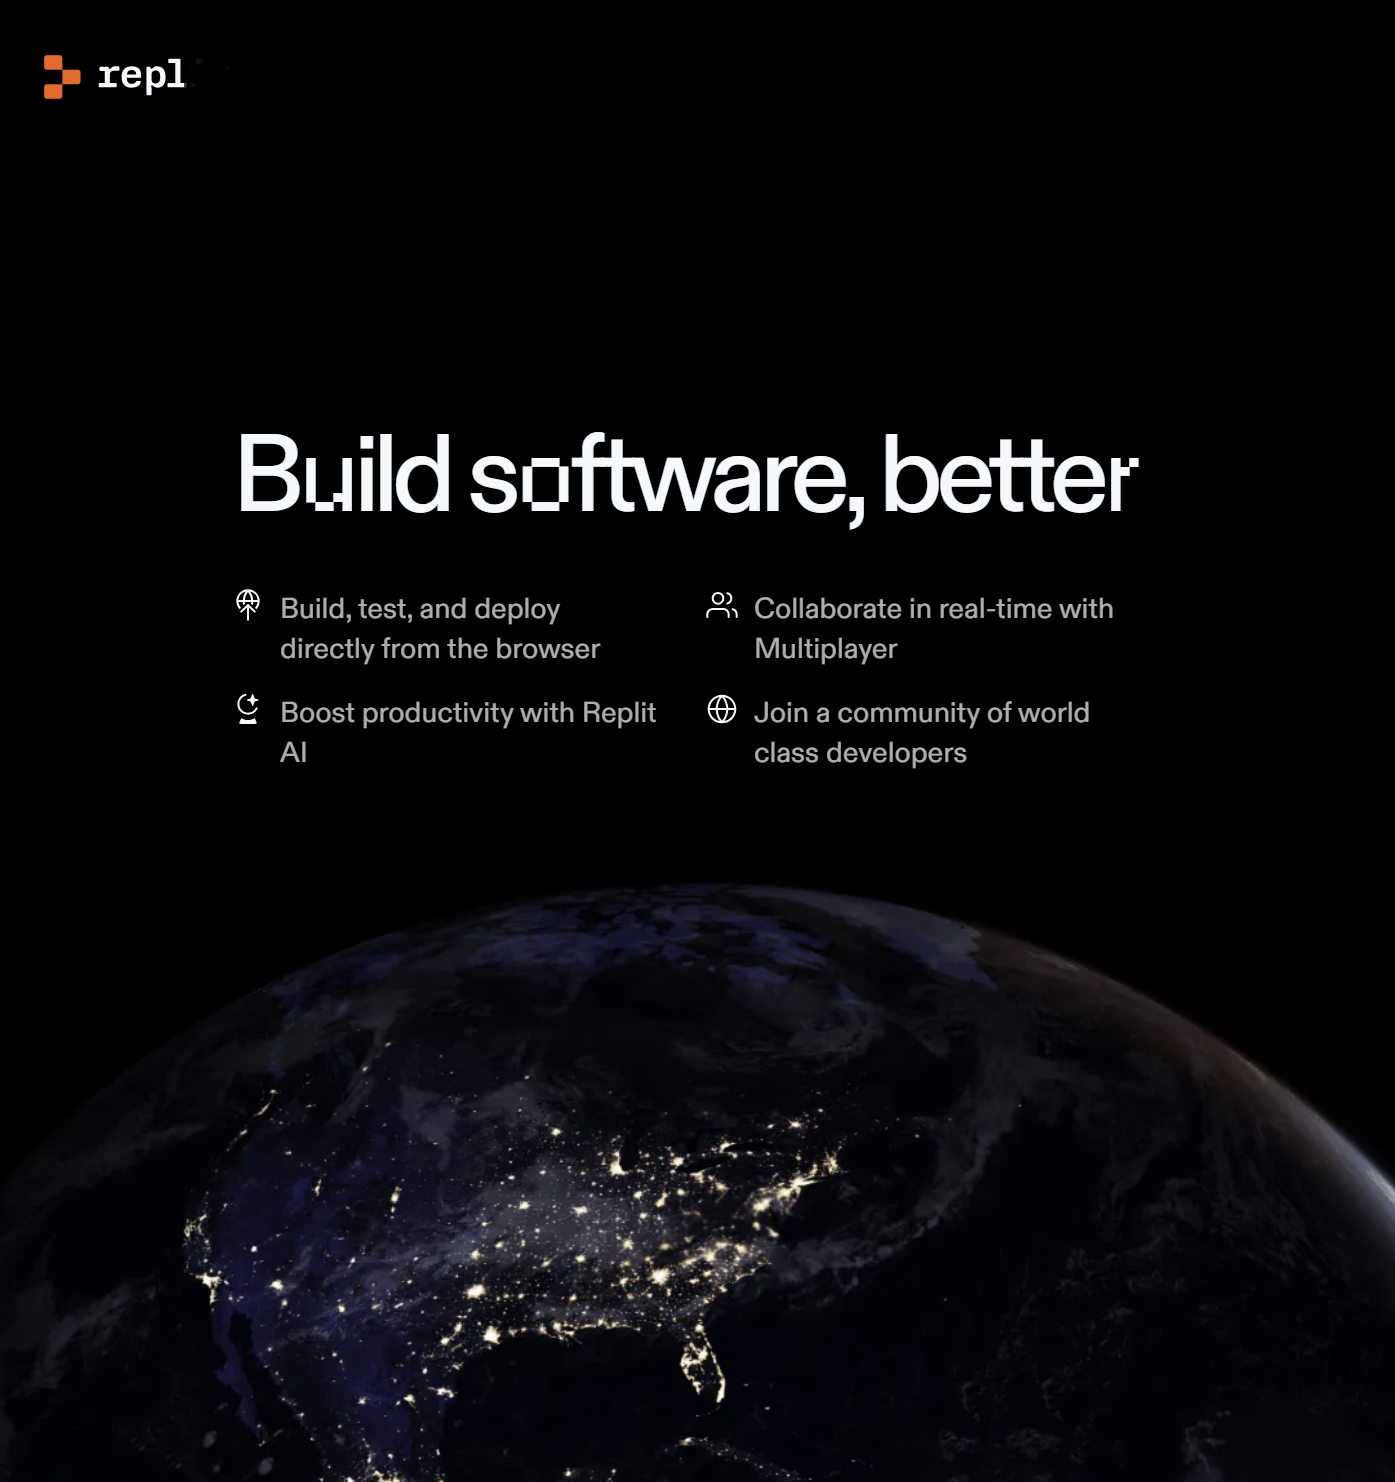 repl
Build software, better
Build, test, and deploy
directly from the browser
Collaborate in real-time with
Multiplayer
Boost productivity with Replit
AI
Join a community of world
class developers